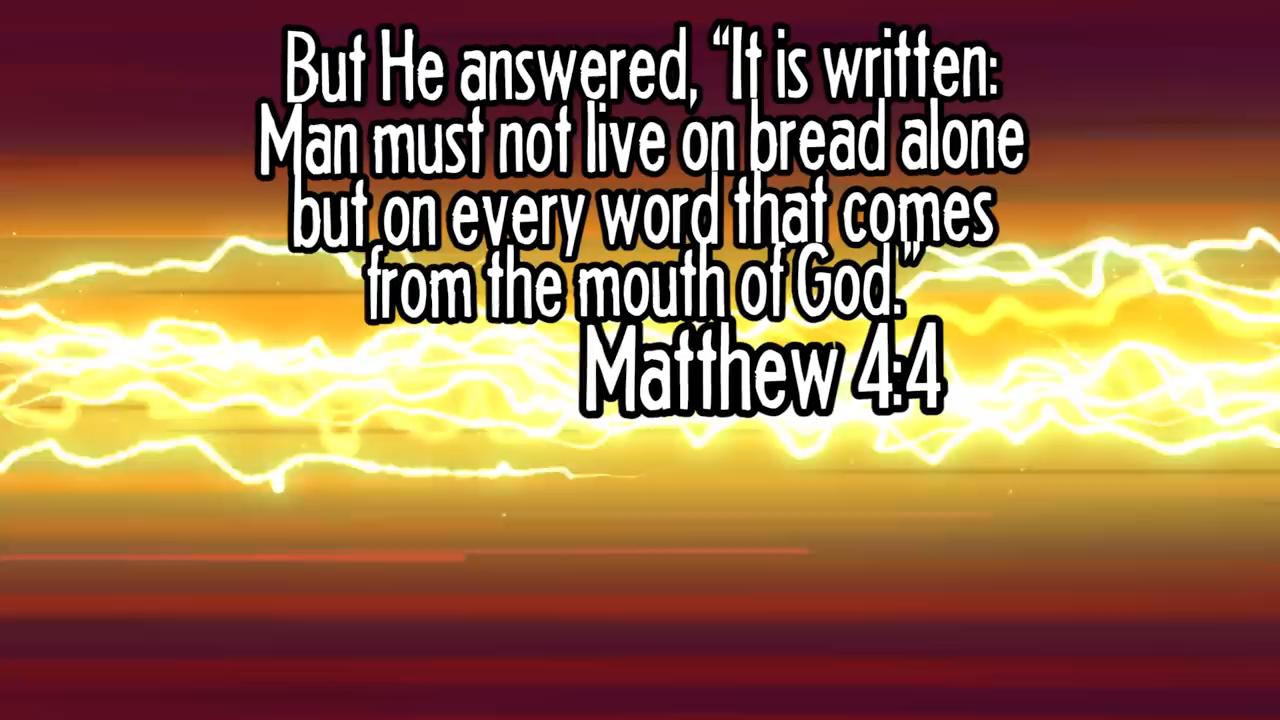 But He answered, “It is written:
Man must not live on bread alone
but on every word that comes
from the mouth of God.”
Matthew 4:4